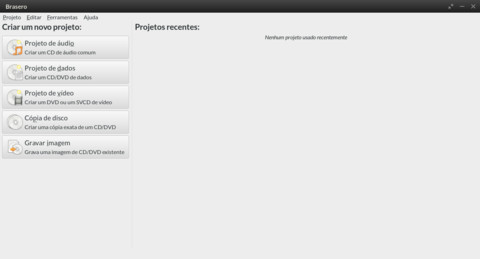 Brasero
Projeto Editar Ferramentas Ajuda
Criar um novo projeto:
Projeto de áudio
Criar um CD de áudio comum
Projeto de dados
Criar um CD/DVD de dados
Projeto de vídeo
Criar um DVD ou um SVCD de vídeo
Cópia de disco
Criar uma cópia exata de um CD/DVD
Gravar imagem
Grava uma imagem de CD/DVD existente
Projetos recentes:
Nenhum projeto usado recentemente